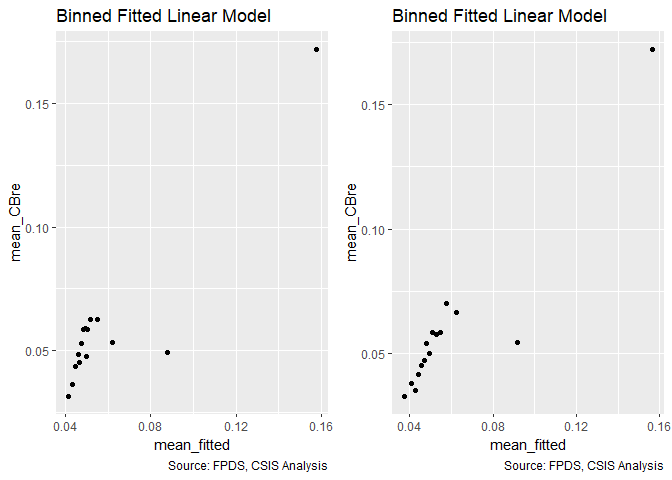 Binned Fitted Linear Model
0.15
0.10
0.05
mean_CBre
0.04
0.08
0.12
0.16
mean_fitted
Source: FPDS, CSIS Analysis
Binned Fitted Linear Model
0.15
0.10
0.05
mean_CBre
0.04
0.08
0.12
0.16
mean_fitted
Source: FPDS, CSIS Analysis